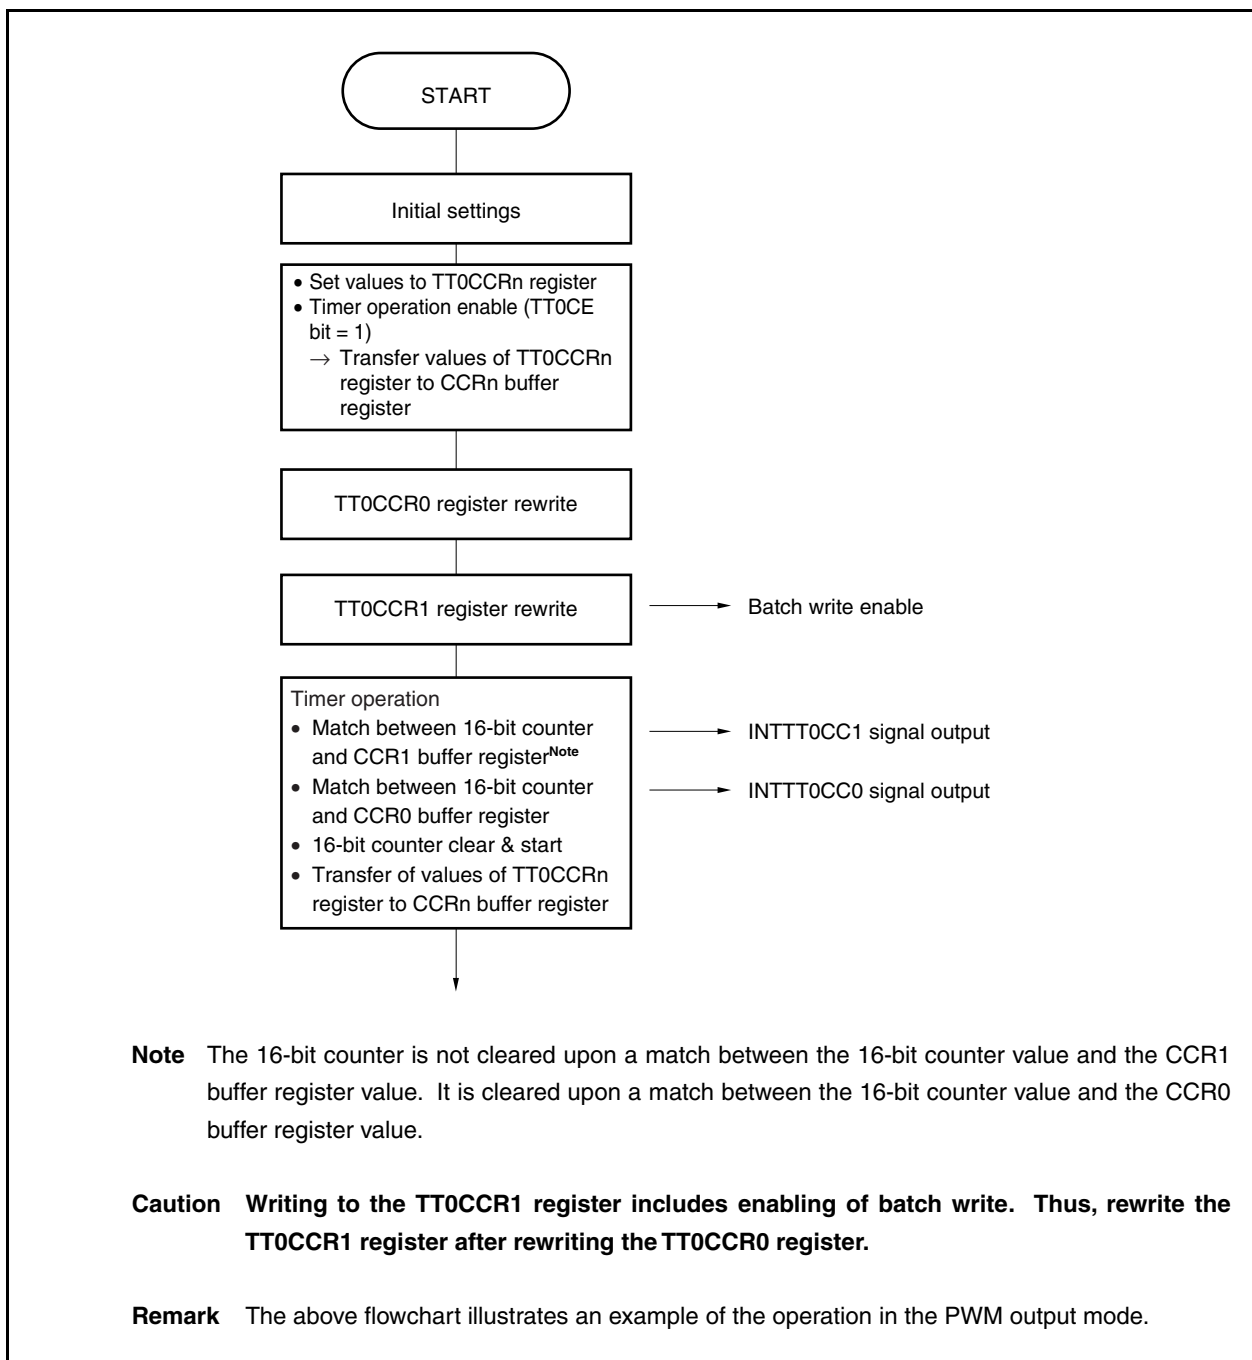 START
Initial settings
• Set values to TT0CCRn register
• Timer operation enable (TT0CE
bit = 1)
→ Transfer values of TT0CCRn
register to CCRn buffer
register
TT0CCR0 register rewrite
TT0CCR1 register rewrite
Batch write enable
Timer operation
• Match between 16-bit counter
and CCR1 buffer registerNote
INTTT0CC1 signal output
• Match between 16-bit counter
and CCR0 buffer register
INTTT0CC0 signal output
• 16-bit counter clear & start
• Transfer of values of TT0CCRn
register to CCRn buffer register
Note The 16-bit counter is not cleared upon a match between the 16-bit counter value and the CCR1
buffer register value. It is cleared upon a match between the 16-bit counter value and the CCR0
buffer register value.
Caution Writing to the TT0CCR1 register includes enabling of batch write. Thus, rewrite the
TT0CCR1 register after rewriting the TT0CCR0 register.
Remark The above flowchart illustrates an example of the operation in the PWM output mode.